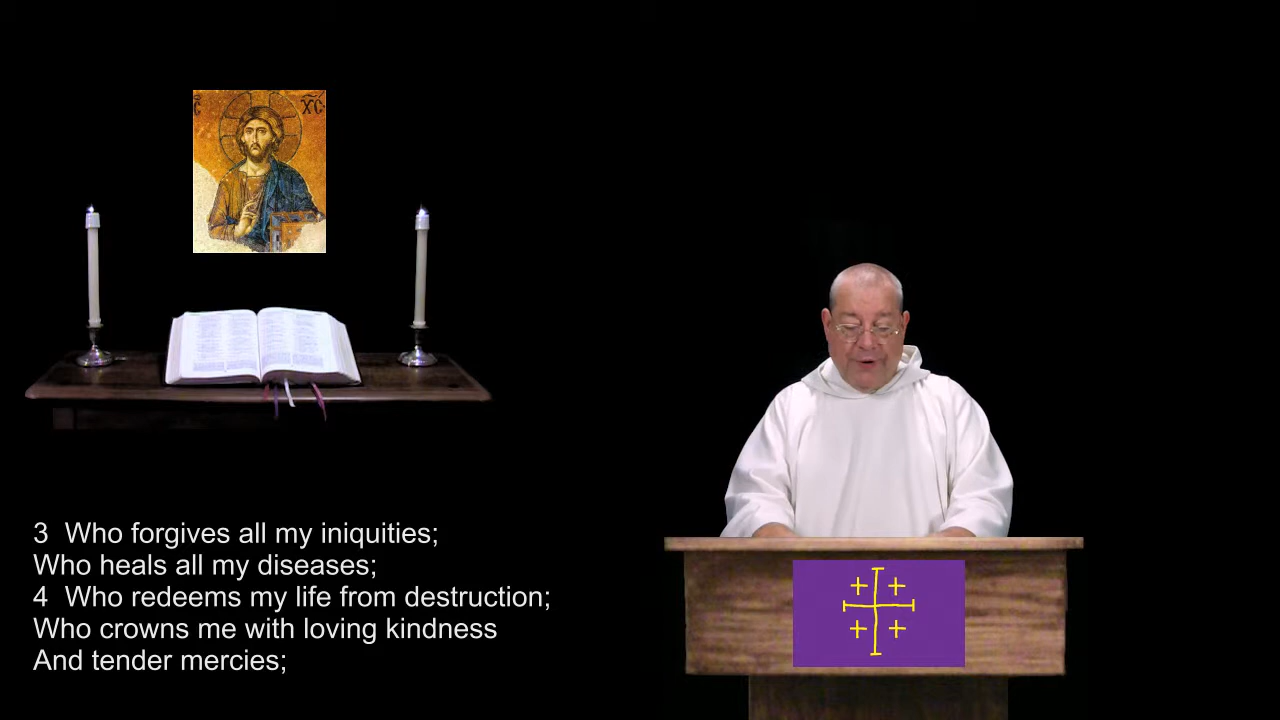 ΧC
3 Who forgives all my iniquities;
Who heals all my diseases;
4 Who redeems my life from destruction;
Who crowns me with loving kindness
And tender mercies;